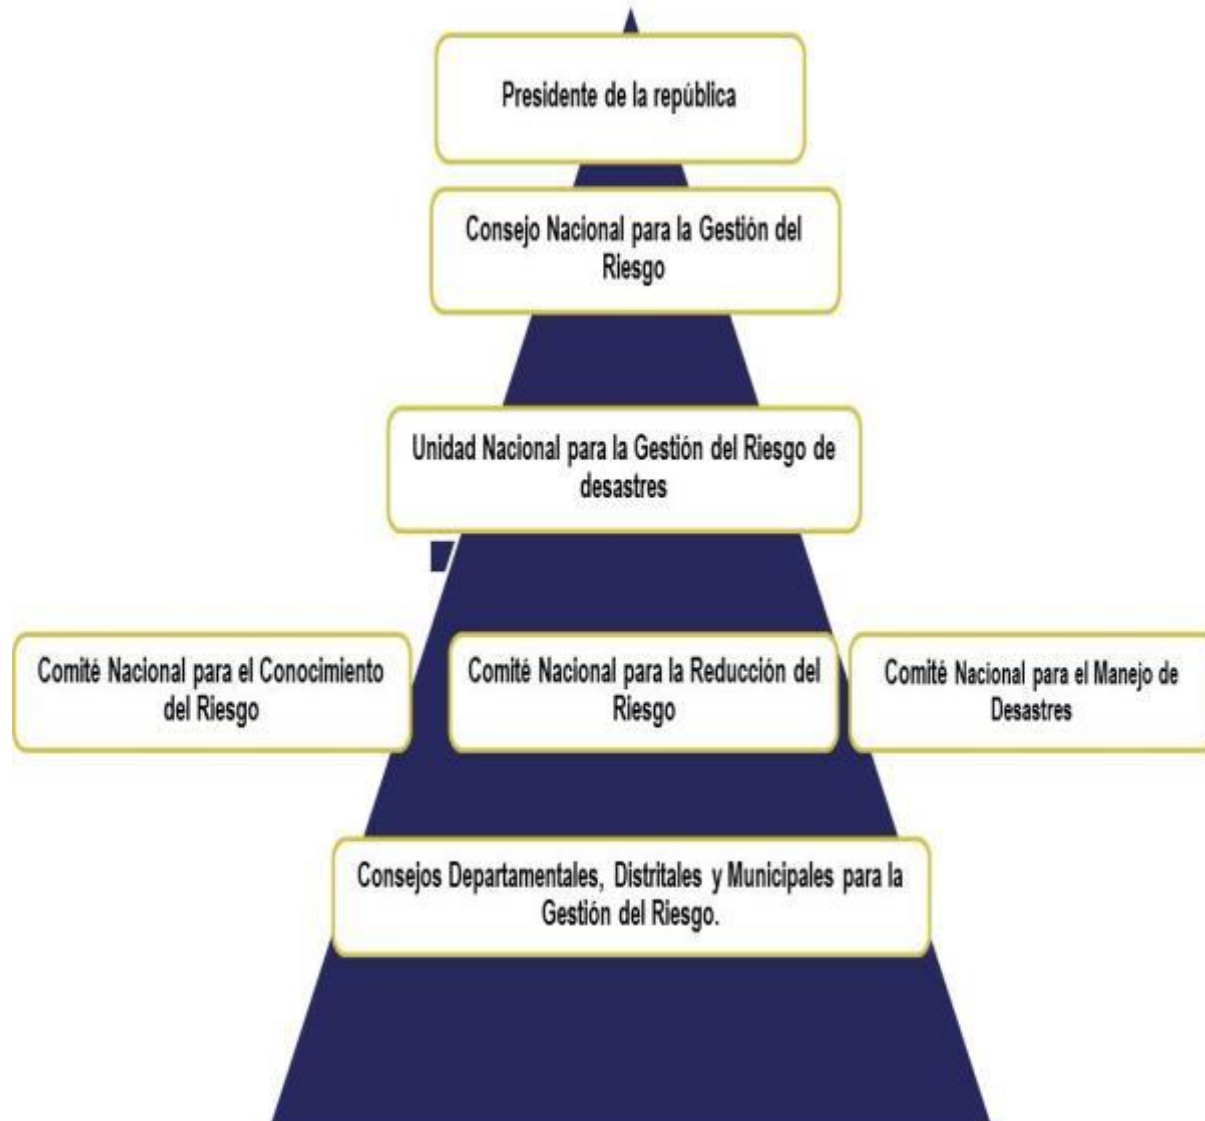 Presidente de la república
Consejo Nacional para la Gestión del
Riesgo
Unidad Nacional para la Gestión del Riesgo de
desastres
Comité Nacional para el Conocimiento
del Riesgo
Comité Nacional para la Reducción del
Riesgo
Comité Nacional para el Manejo de
Desastres
Consejos Departamentales, Distritales y Municipales para la
Gestión del Riesgo.